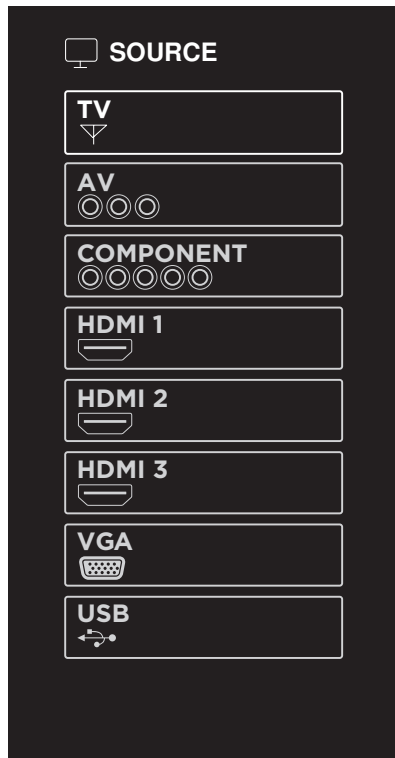 SOURCE
TV
AV
COMPONENT
HDMI 1
HDMI 2
HDMI 3
VGA
USB